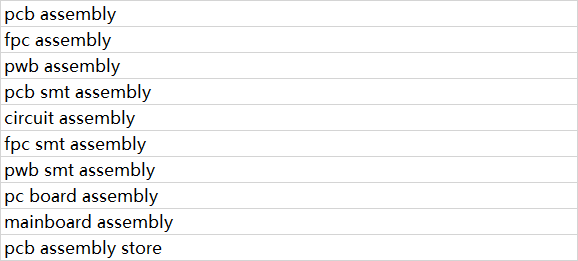 pcb assembly
fpc assembly
pwb assembly
pcb smt assembly
circuit assembly
fpc smt assembly
pwb smt assembly
pc board assembly
mainboard assembly
pcb assembly store